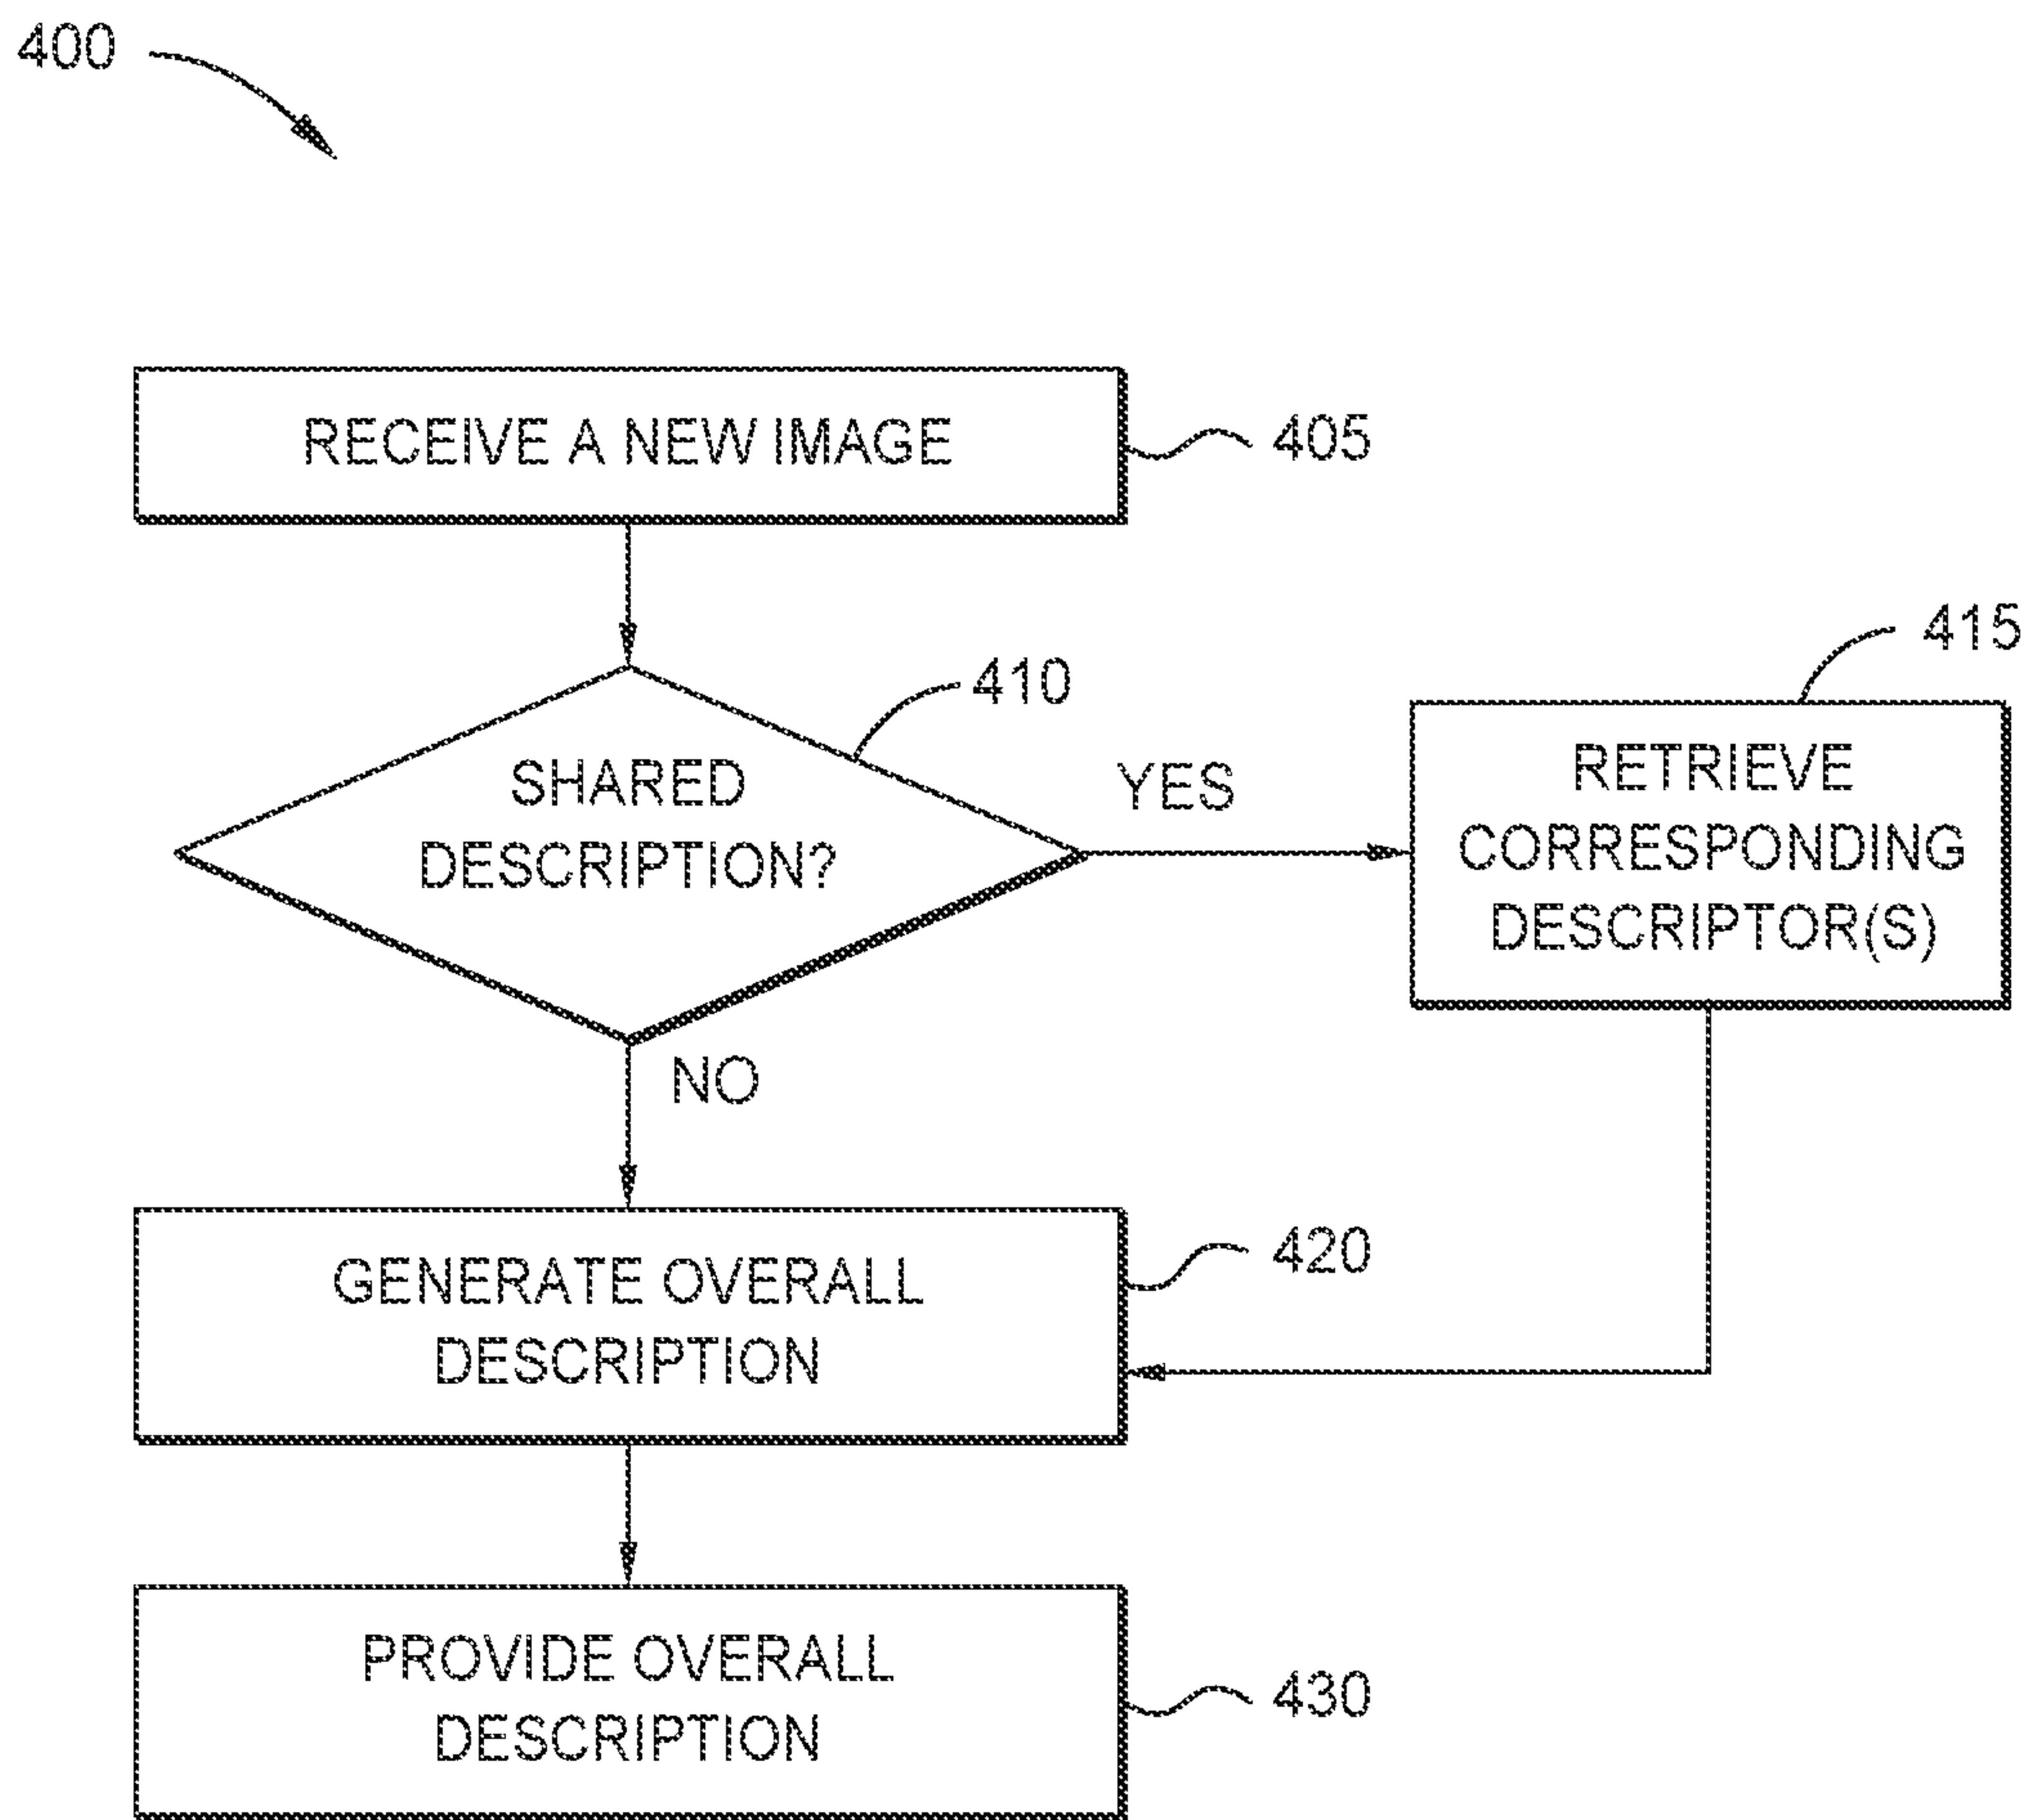 400
RECEIVE A NEW IMAGE
405
SHARED
DESCRIPTION?
410
YES
415
RETRIEVE
CORRESPONDING
DESCRIPTOR(S)
NO
GENERATE OVERALL
DESCRIPTION
420
PROVIDE OVERALL
DESCRIPTION
430